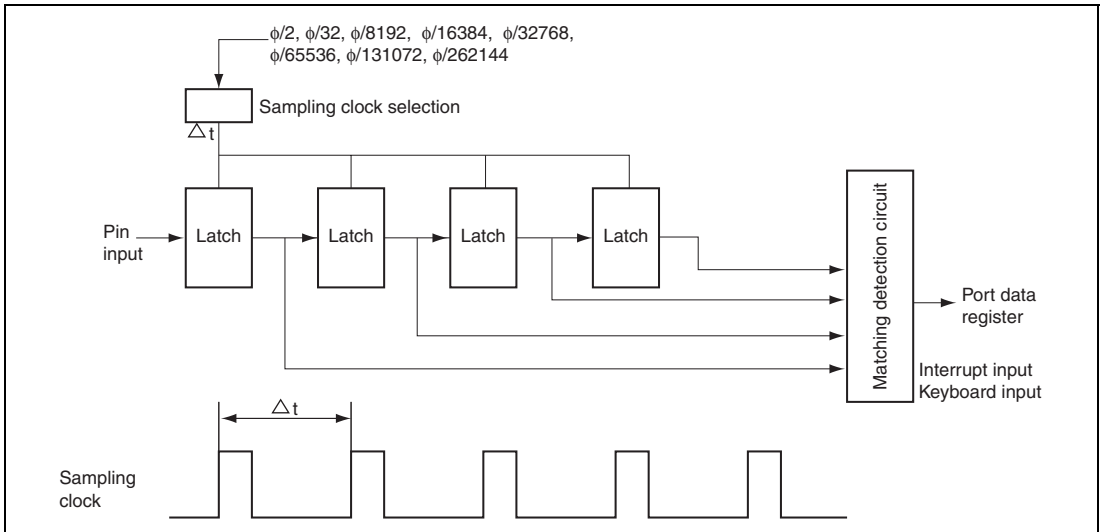 ϕ/2, ϕ/32, ϕ/8192, ϕ/16384, ϕ/32768,
ϕ/65536, ϕ/131072, ϕ/262144
Sampling clock selection
△t
Pin
input
Latch
Latch
Latch
Latch
Matching detection circuit
Port data
register
Interrupt input
Keyboard input
△t
Sampling
clock